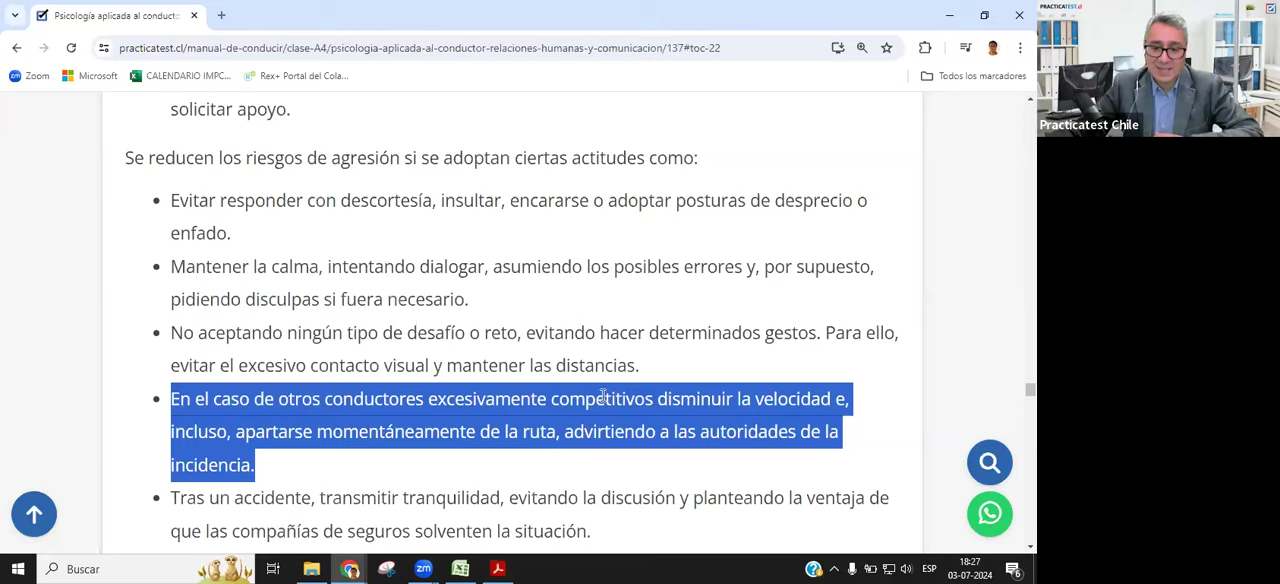 Psicología aplicada al conducto
practicatest.cl/manual-de-conducir/clase-A4/psicologia-aplicada-al-conductor-relaciones-humanas-y-comunicacion/137#toc-22
Zoom
Microsoft
CALENDARIO IMPC...
Rex+ Portal del Cola...
Todos los marcadores
PRACTICATEST.cl
Practicatest Chile
solicitar apoyo.
Se reducen los riesgos de agresión si se adoptan ciertas actitudes como:
• Evitar responder con descortesía, insultar, encararse o adoptar posturas de desprecio o
enfado.
• Mantener la calma, intentando dialogar, asumiendo los posibles errores y, por supuesto,
pidiendo disculpas si fuera necesario.
• No aceptando ningún tipo de desafío o reto, evitando hacer determinados gestos. Para ello,
evitar el excesivo contacto visual y mantener las distancias.
• En el caso de otros conductores excesivamente competitivos disminuir la velocidad e,
incluso, apartarse momentáneamente de la ruta, advirtiendo a las autoridades de la
incidencia.
• Tras un accidente, transmitir tranquilidad, evitando la discusión y planteando la ventaja de
que las compañías de seguros solventen la situación.
Buscar
ESP
18:27
03-07-2024
6